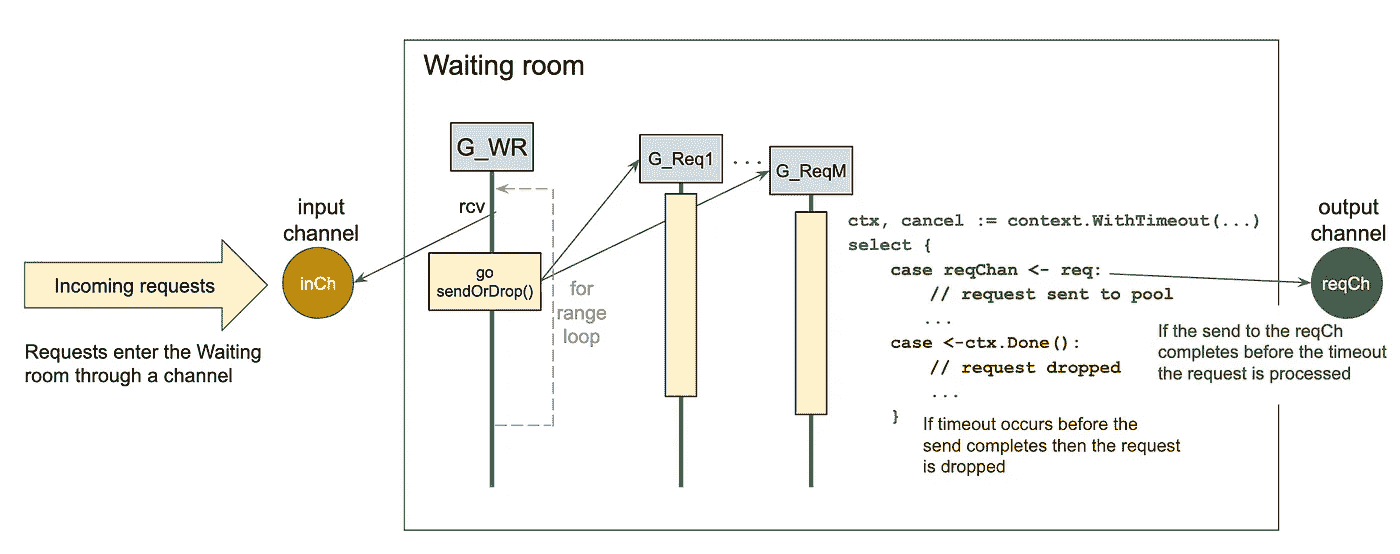 Waiting room
G_WR
G_Req1
...
G_ReqM
rcv
input
channel
inCh
Incoming requests
Requests enter the Waiting
room through a channel
go
sendOrDrop()
for
range
loop
ctx, cancel := context.WithTimeout(...)
select {
case reqChan <- req:
// request sent to pool
...
case <-ctx.Done():
// request dropped
...
}
If timeout occurs before the
send completes then the request
is dropped
output
channel
reqCh
If the send to the reqCh
completes before the timeout
the request is processed